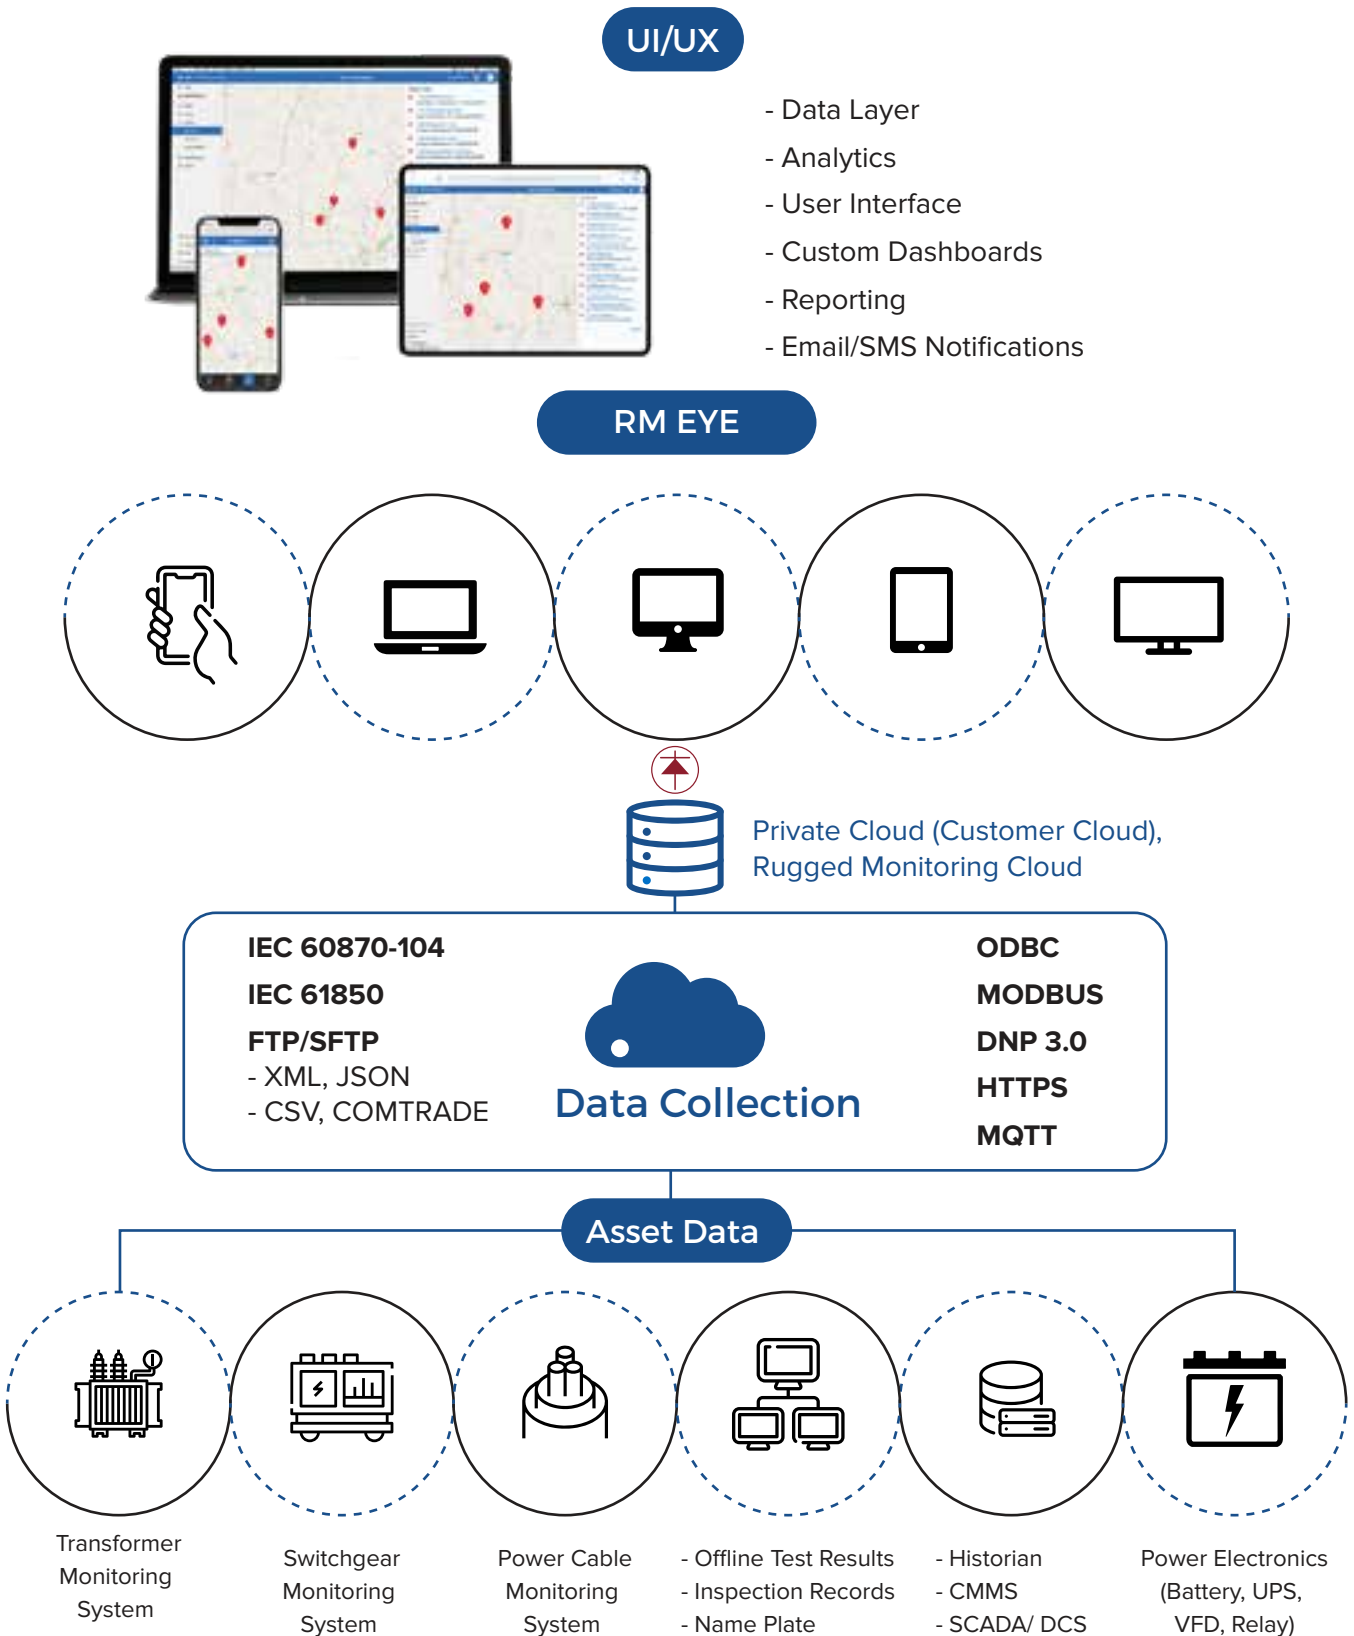 UI/UX
- Data Layer
- Analytics
- User Interface
- Custom Dashboards
- Reporting
- Email/SMS Notifications
RM EYE
Private Cloud (Customer Cloud),
Rugged Monitoring Cloud
IEC 60870-104
IEC 61850
FTP/SFTP
- XML, JSON
- CSV, COMTRADE
Data Collection
ODBC
MODBUS
DNP 3.0
HTTPS
MQTT
Asset Data
Transformer
Monitoring
System
Switchgear
Monitoring
System
Power Cable
Monitoring
System
- Offline Test Results
- Inspection Records
- Name Plate
- Historian
- CMMS
- SCADA/ DCS
Power Electronics
(Battery, UPS,
VFD, Relay)